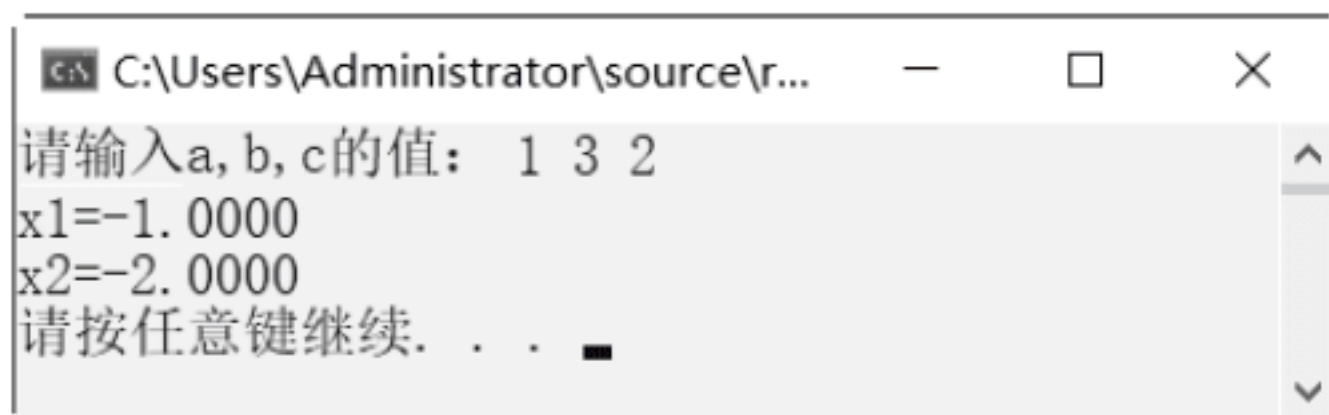 C:\Users\Administrator\source\r...
请输入a,b,c的值： 1 3 2
x1=-1.0000
x2=-2.0000
请按任意键继续. . .